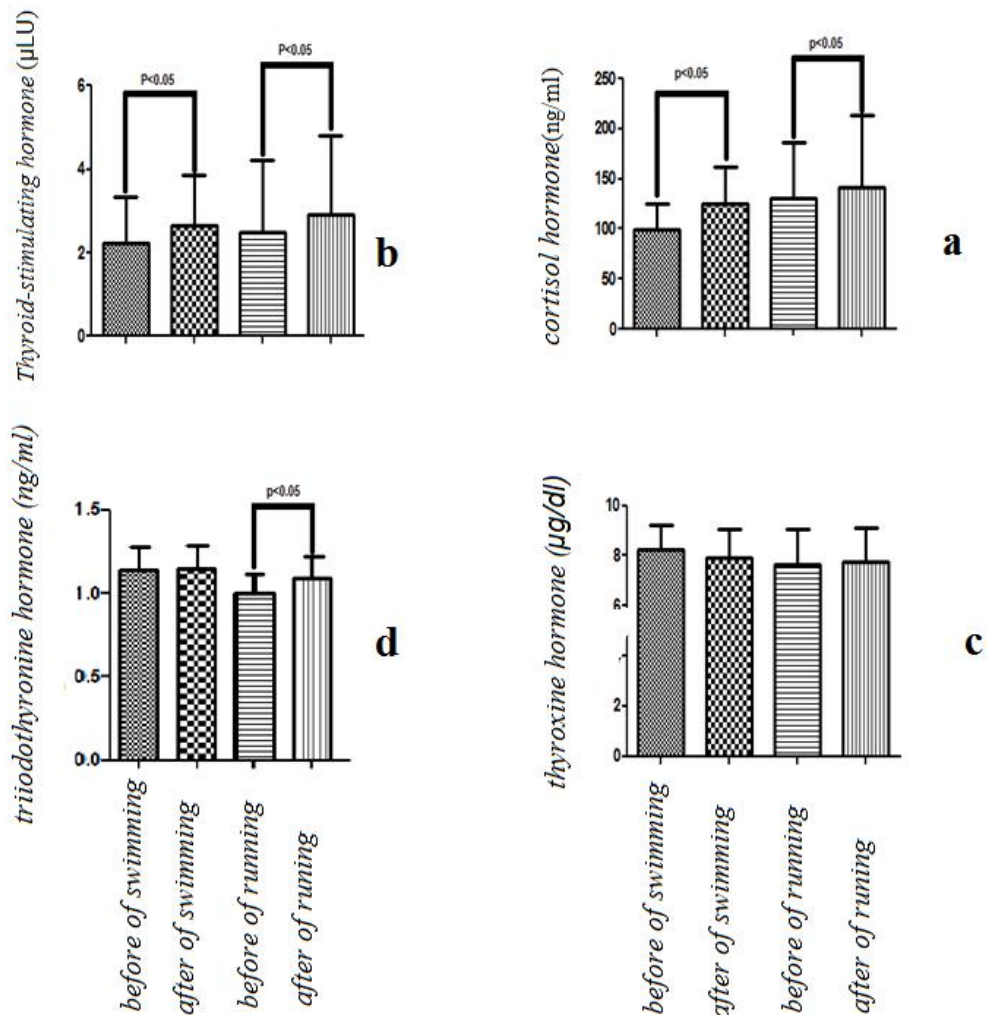 Thyroid-stimulating hormone (µLU)
6
4
2
0
P<0.05
P<0.05
b
cortisol hormone(ng/ml)
250
200
150
100
50
0
p<0.05
p<0.05
a
triiodothyronine hormone (ng/ml)
1.5
1.0
0.5
0.0
p<0.05
d
before of swimming
after of swimming
before of running
after of runing
thyroxine hormone (µg/dl)
10
8
6
2
0
c
before of swimming
after of swimming
before of running
after of runing